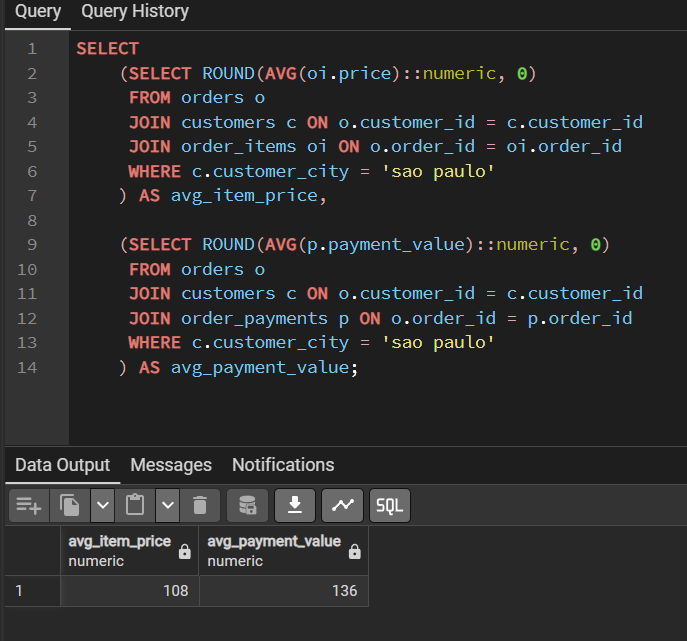 Query Query History
1 SELECT
2 (SELECT ROUND(AVG(oi.price)::numeric, 0)
3 FROM orders o
4 JOIN customers c ON o.customer_id = c.customer_id
5 JOIN order_items oi ON o.order_id = oi.order_id
6 WHERE c.customer_city = 'sao paulo'
7 ) AS avg_item_price,
8
9 (SELECT ROUND(AVG(p.payment_value)::numeric, 0)
10 FROM orders o
11 JOIN customers c ON o.customer_id = c.customer_id
12 JOIN order_payments p ON o.order_id = p.order_id
13 WHERE c.customer_city = 'sao paulo'
14 ) AS avg_payment_value;
Data Output Messages Notifications
SQL
avg_item_price avg_payment_value
numeric numeric
1 108 136